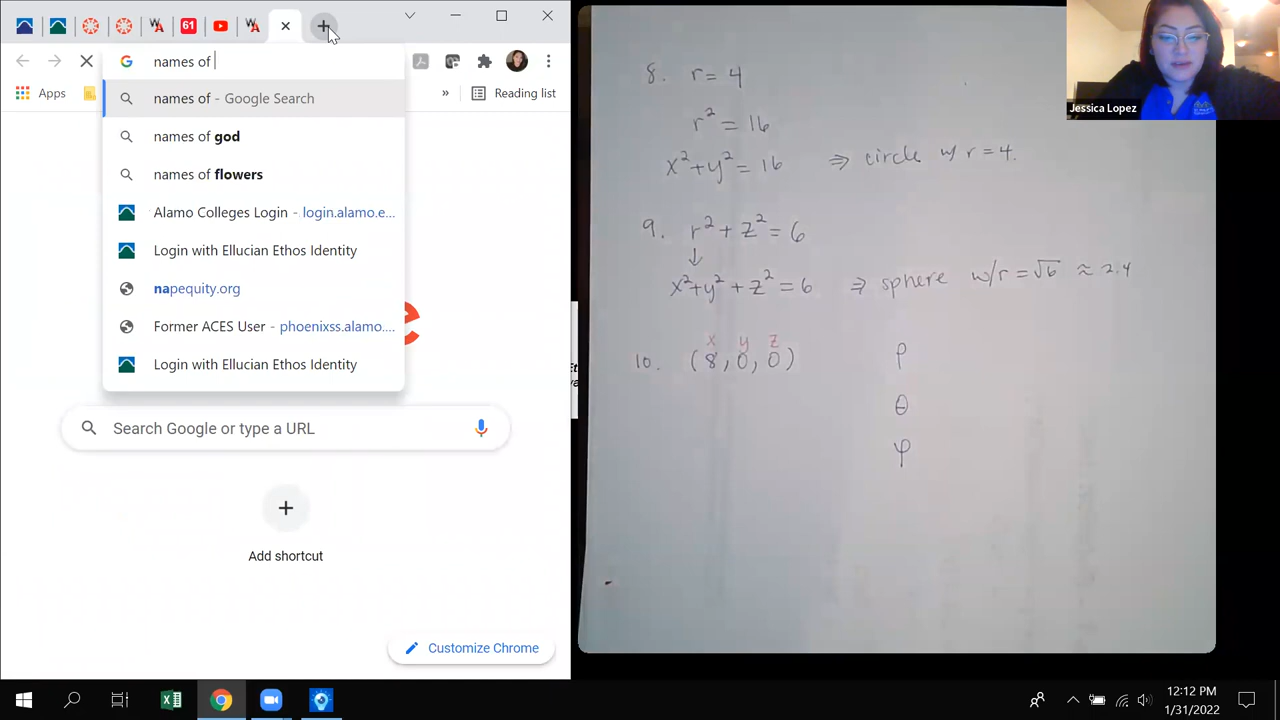 61
names of
names of - Google Search
names of god
names of flowers
Alamo Colleges Login - login.alamo.e...
Login with Ellucian Ethos Identity
napequity.org
Former ACES User - phoenixss.alamo....
Login with Ellucian Ethos Identity
Apps
»
Reading list
Search Google or type a URL
Add shortcut
Customize Chrome
8. r = 4
r² = 16
x² + y² = 16 ⇒ circle w/ r = 4.
9. r² + z² = 6
↓
x² + y² + z² = 6 ⇒ sphere w/ r = √6 ≈ 2.4
x y z
10. (8, 0, 0) ρ
θ
φ
Jessica Lopez
12:12 PM
1/31/2022